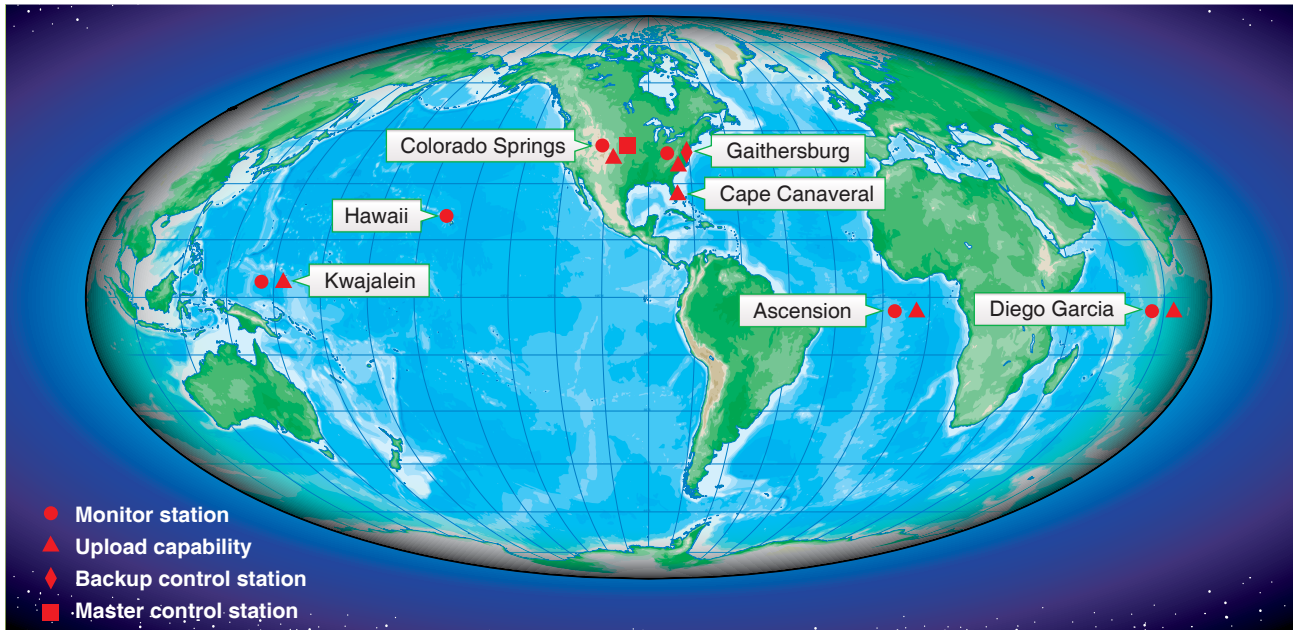 Colorado Springs
Gaithersburg
Cape Canaveral
Hawaii
Kwajalein
Ascension
Diego Garcia
Monitor station
Upload capability
Backup control station
Master control station